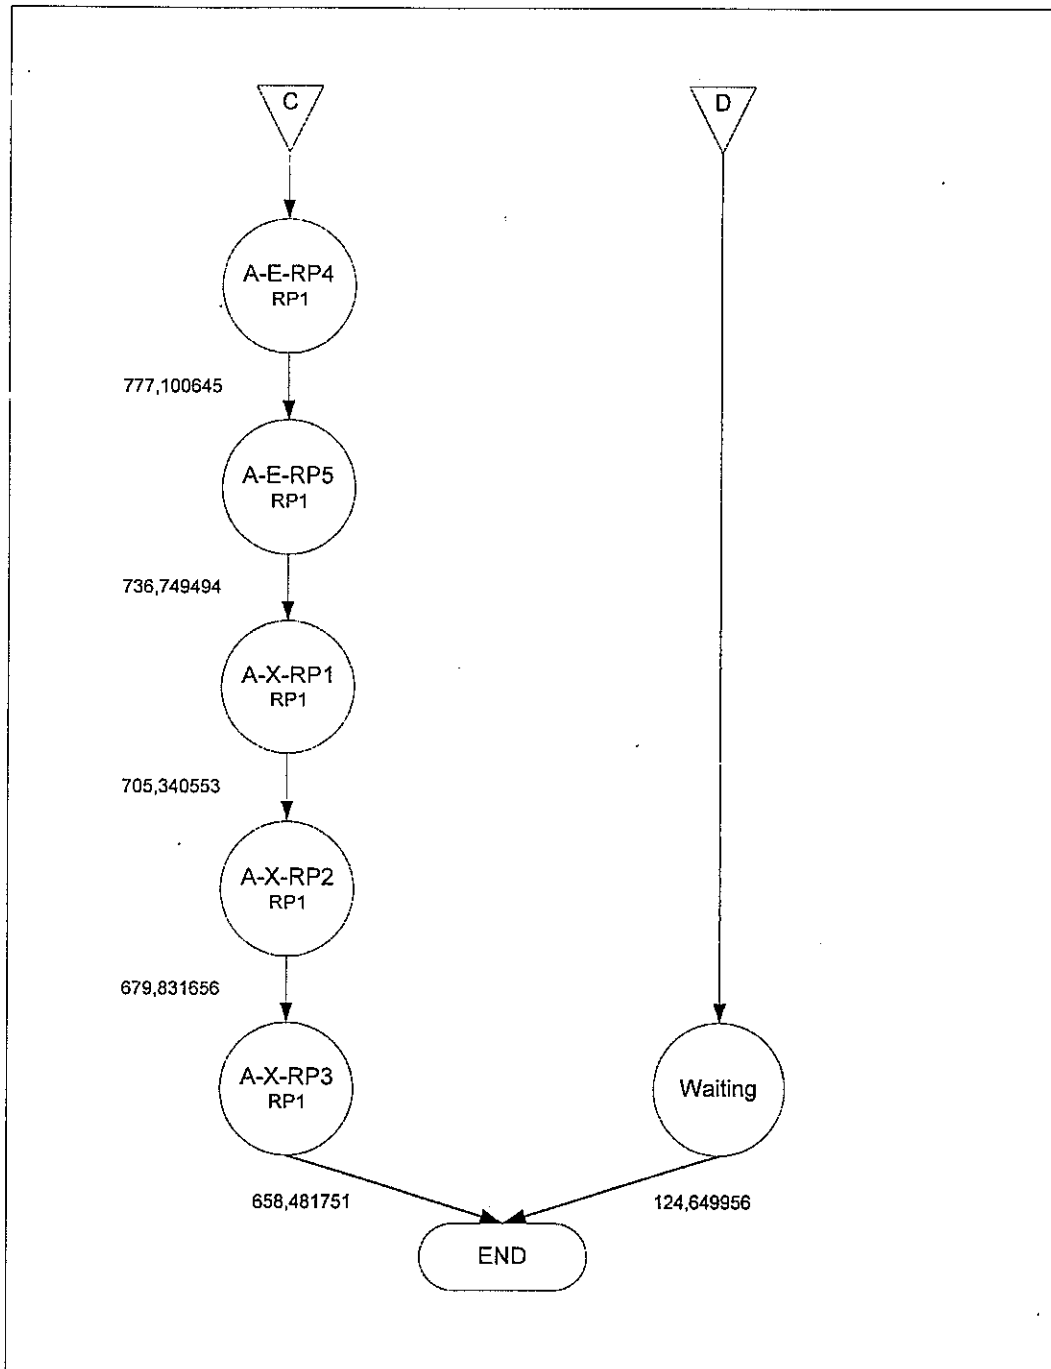 C
D
A-E-RP4
RP1
777,100645
A-E-RP5
RP1
736,749494
A-X-RP1
RP1
705,340553
A-X-RP2
RP1
679,831656
A-X-RP3
RP1
Waiting
658,481751
124,649956
END